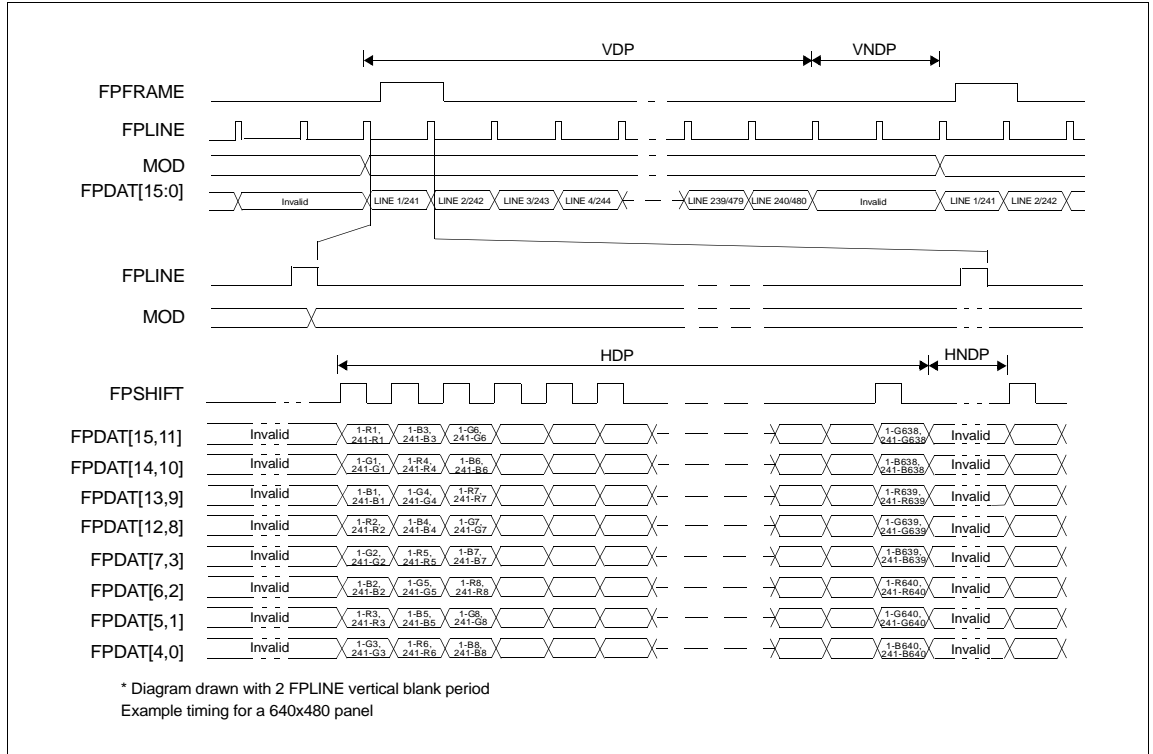 VDP VNDP
FPFRAME
FPLINE
MOD
FPDAT[15:0] Invalid LINE 1/241 LINE 2/242 LINE 3/243 LINE 4/244 LINE 239/479 LINE 240/480 Invalid LINE 1/241 LINE 2/242
FPLINE
MOD
HDP HNDP
FPSHIFT
FPDAT[15,11] Invalid 1-R1, 241-R1 1-B3, 241-B3 1-G6, 241-G6 1-G638, 241-G638 Invalid
FPDAT[14,10] Invalid 1-G1, 241-G1 1-R4, 241-R4 1-B6, 241-B6 1-B638, 241-B638 Invalid
FPDAT[13,9] Invalid 1-B1, 241-B1 1-G4, 241-G4 1-R7, 241-R7 1-R639, 241-R639 Invalid
FPDAT[12,8] Invalid 1-R2, 241-R2 1-B4, 241-B4 1-G7, 241-G7 1-G639, 241-G639 Invalid
FPDAT[7,3] Invalid 1-G2, 241-G2 1-R5, 241-R5 1-B7, 241-B7 1-B639, 241-B639 Invalid
FPDAT[6,2] Invalid 1-B2, 241-B2 1-G5, 241-G5 1-R8, 241-R8 1-R640, 241-R640 Invalid
FPDAT[5,1] Invalid 1-R3, 241-R3 1-B5, 241-B5 1-G8, 241-G8 1-G640, 241-G640 Invalid
FPDAT[4,0] Invalid 1-G3, 241-G3 1-R6, 241-R6 1-B8, 241-B8 1-B640, 241-B640 Invalid
* Diagram drawn with 2 FPLINE vertical blank period
Example timing for a 640x480 panel